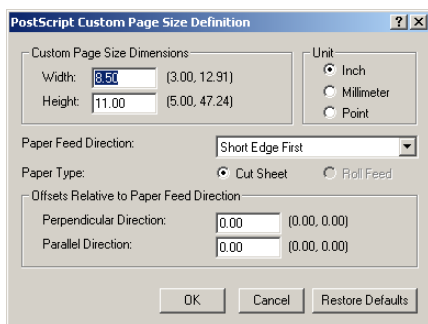 PostScript Custom Page Size Definition
Custom Page Size Dimensions
Width: 8.50 (3.00, 12.91)
Height: 11.00 (5.00, 47.24)
Unit
Inch
Millimeter
Point
Paper Feed Direction: Short Edge First
Paper Type: Cut Sheet Roll Feed
Offsets Relative to Paper Feed Direction
Perpendicular Direction: 0.00 (0.00, 0.00)
Parallel Direction: 0.00 (0.00, 0.00)
OK Cancel Restore Defaults